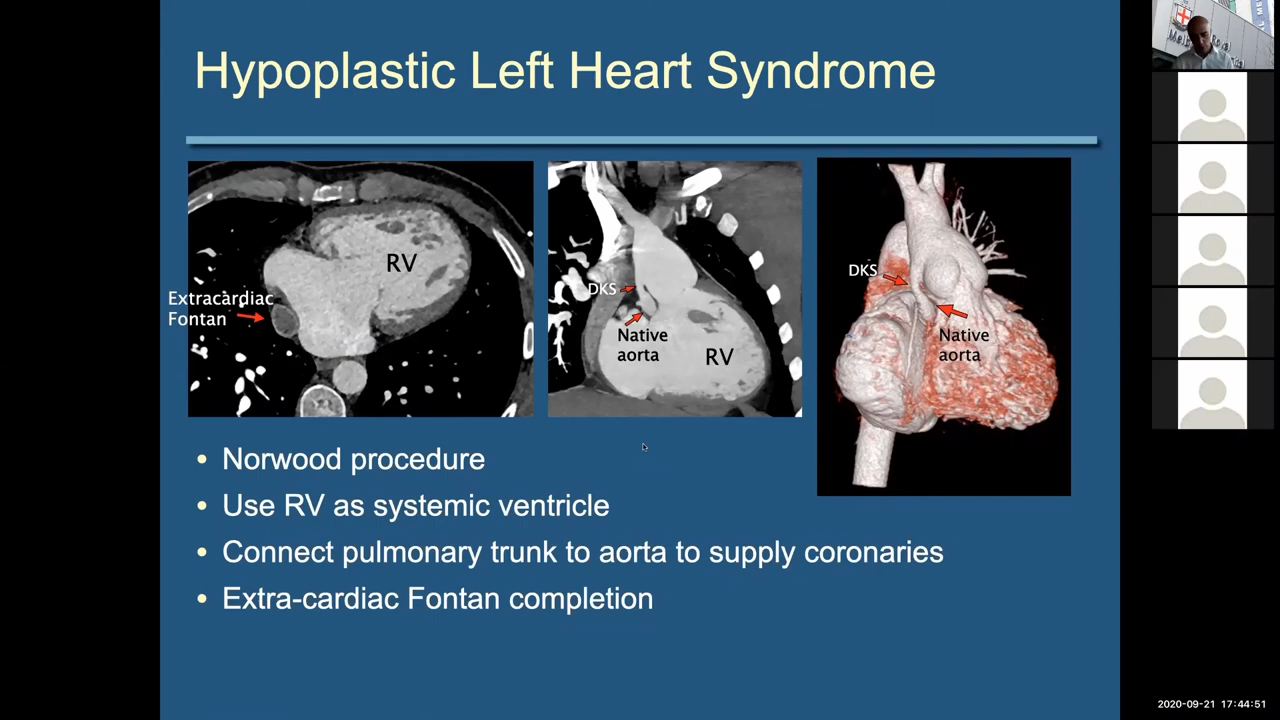 Hypoplastic Left Heart Syndrome
RV
Extracardiac
Fontan
DKS
Native
aorta
RV
DKS
Native
aorta
• Norwood procedure
• Use RV as systemic ventricle
• Connect pulmonary trunk to aorta to supply coronaries
• Extra-cardiac Fontan completion
2020-09-21 17:44:51